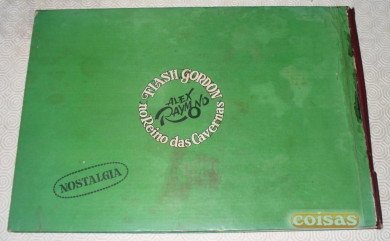 FLASH GORDON
ALEX
RAYMOND
no Reino das Cavernas
NOSTALGIA
coisas